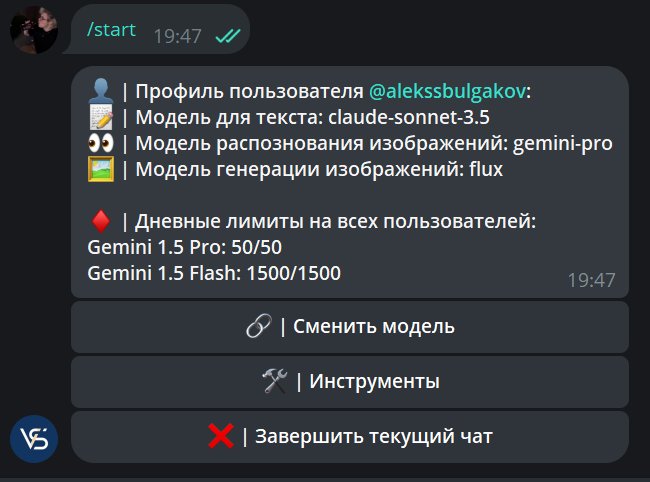 /start 19:47
| Профиль пользователя @alekssbulgakov:
| Модель для текста: claude-sonnet-3.5
| Модель распознования изображений: gemini-pro
| Модель генерации изображений: flux
| Дневные лимиты на всех пользователей:
Gemini 1.5 Pro: 50/50
Gemini 1.5 Flash: 1500/1500
19:47
| Сменить модель
| Инструменты
| Завершить текущий чат
VS